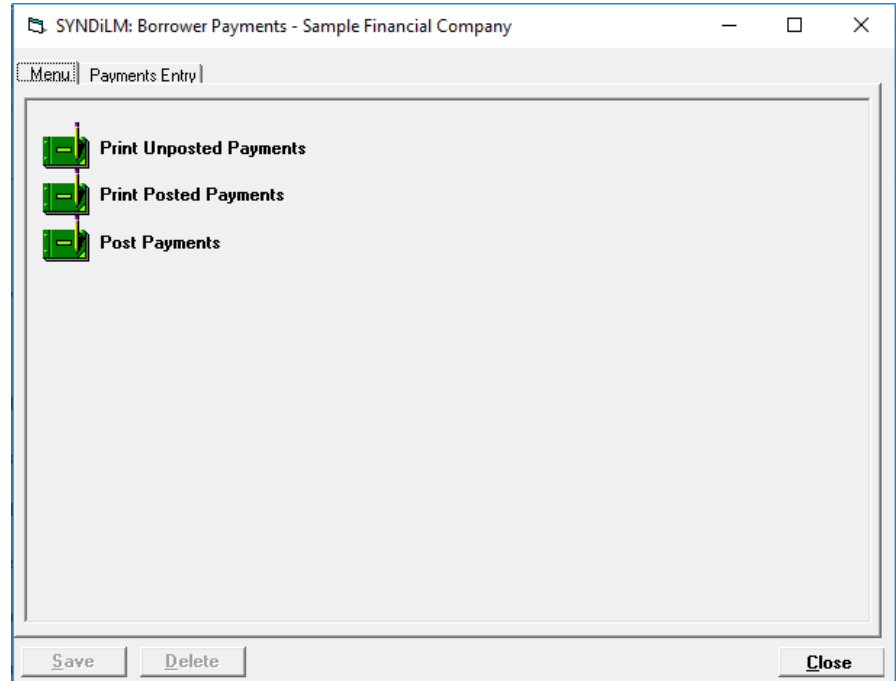 SYNDiLM: Borrower Payments - Sample Financial Company
Menu Payments Entry
Print Unposted Payments
Print Posted Payments
Post Payments
Save Delete Close